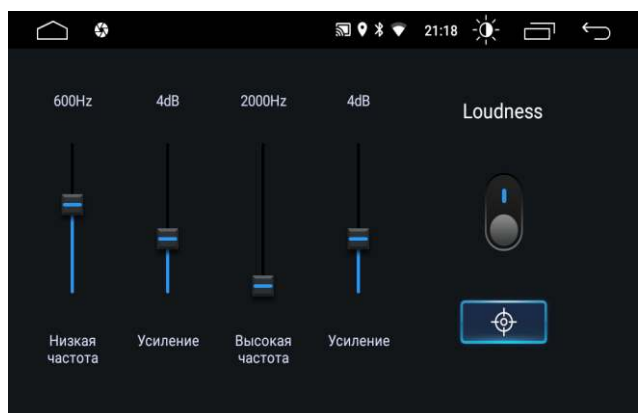 21:18
600Hz 4dB 2000Hz 4dB
Loudness
Низкая
частота
Усиление
Высокая
частота
Усиление